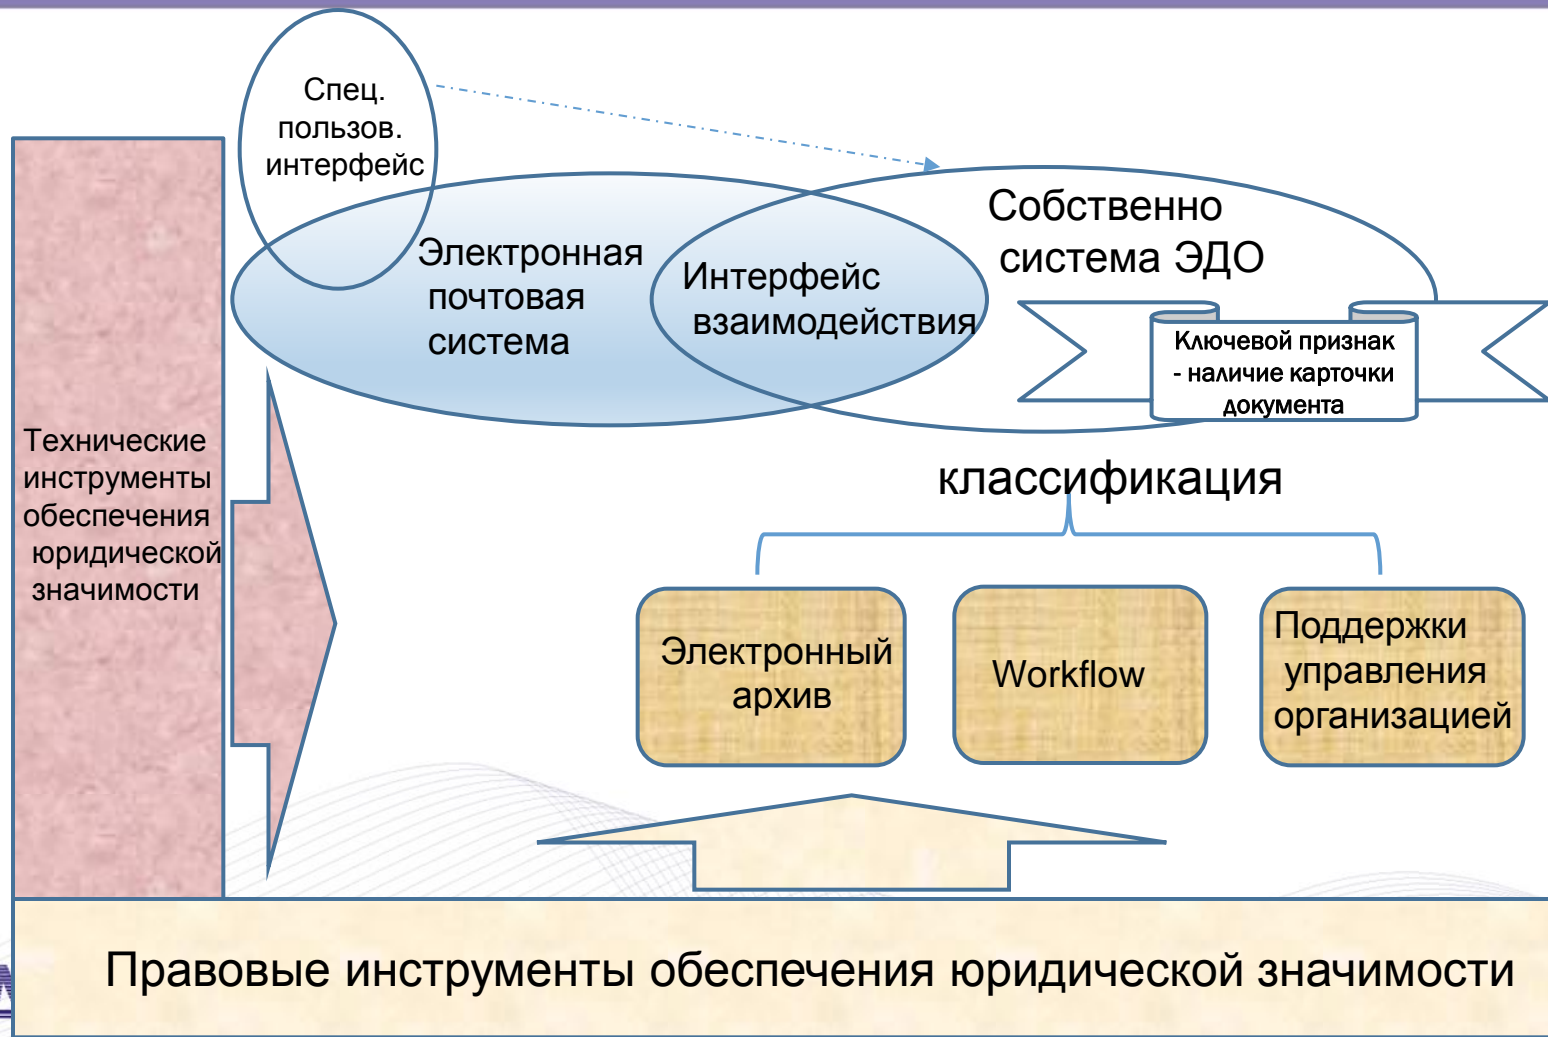 Спец.
пользов.
интерфейс
Собственно
система ЭДО
Электронная
почтовая
система
Интерфейс
взаимодействия
Ключевой признак
- наличие карточки
документа
Технические
инструменты
обеспечения
юридической
значимости
классификация
Электронный
архив
Workflow
Поддержки
управления
организацией
Правовые инструменты обеспечения юридической значимости